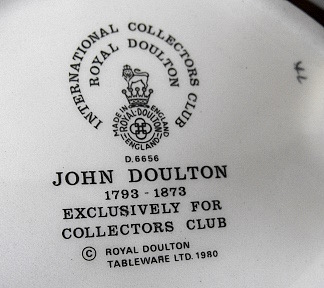 INTERNATIONAL COLLECTORS CLUB
ROYAL DOULTON
MADE IN ENGLAND
ROYAL DOULTON
ENGLAND
D.6656
JOHN DOULTON
1793 - 1873
EXCLUSIVELY FOR
COLLECTORS CLUB
© ROYAL DOULTON
TABLEWARE LTD. 1980